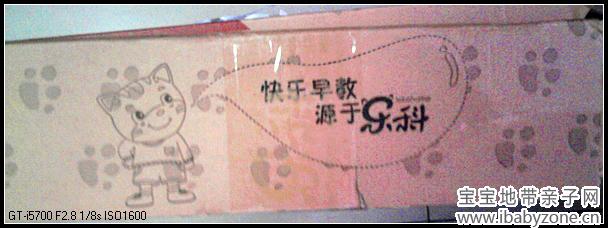 快乐早教
源于乐科
GT-i5700 F2.8 1/8s ISO1600
宝宝地带亲子网
www.ibabyzone.cn